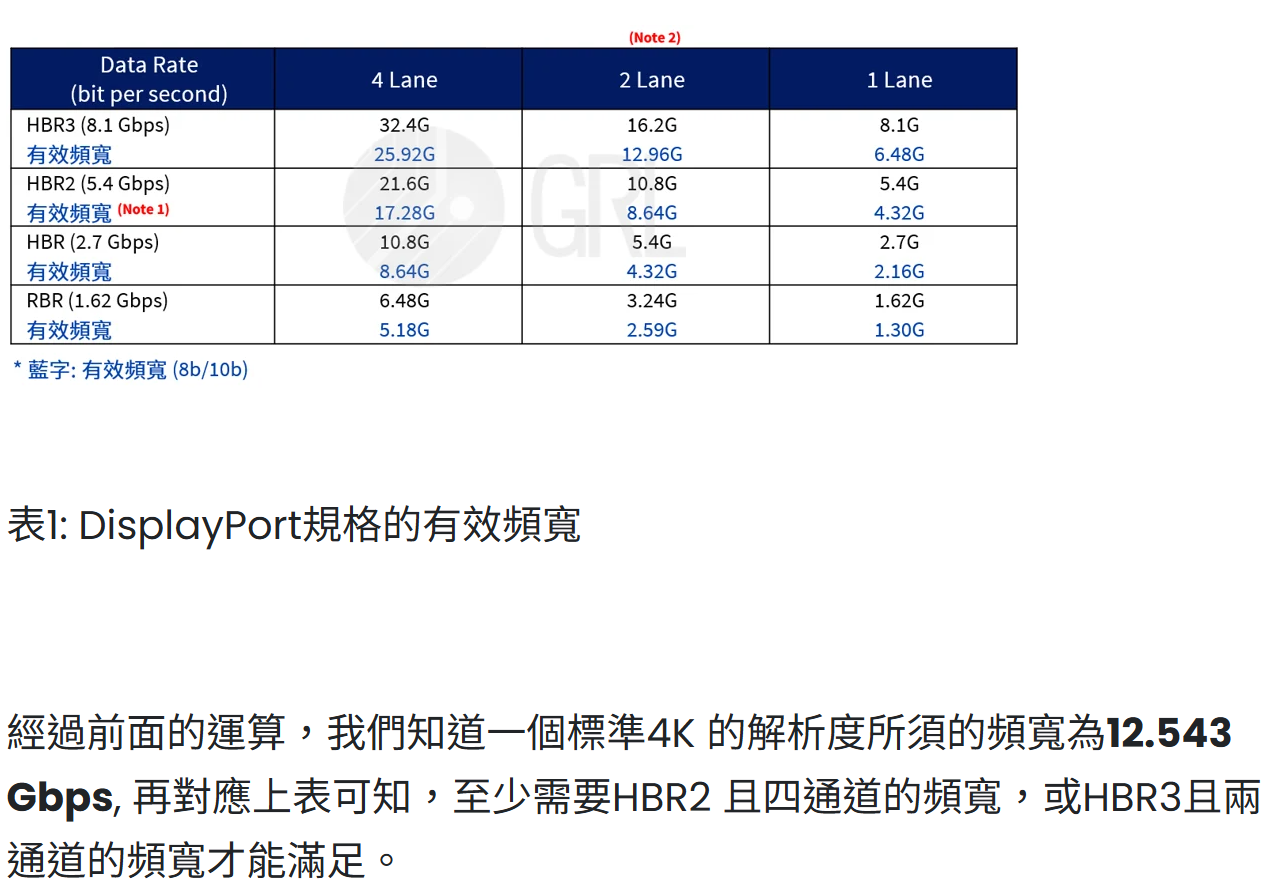 (Note 2)
Data Rate
(bit per second)
4 Lane
2 Lane
1 Lane
HBR3 (8.1 Gbps)
32.4G
16.2G
8.1G
有效頻寬
25.92G
12.96G
6.48G
HBR2 (5.4 Gbps)
21.6G
10.8G
5.4G
有效頻寬 (Note 1)
17.28G
8.64G
4.32G
HBR (2.7 Gbps)
10.8G
5.4G
2.7G
有效頻寬
8.64G
4.32G
2.16G
RBR (1.62 Gbps)
6.48G
3.24G
1.62G
有效頻寬
5.18G
2.59G
1.30G
GRL
* 藍字: 有效頻寬 (8b/10b)
表1: DisplayPort規格的有效頻寬
經過前面的運算，我們知道一個標準4K 的解析度所須的頻寬為12.543
Gbps, 再對應上表可知，至少需要HBR2 且四通道的頻寬，或HBR3且兩
通道的頻寬才能滿足。